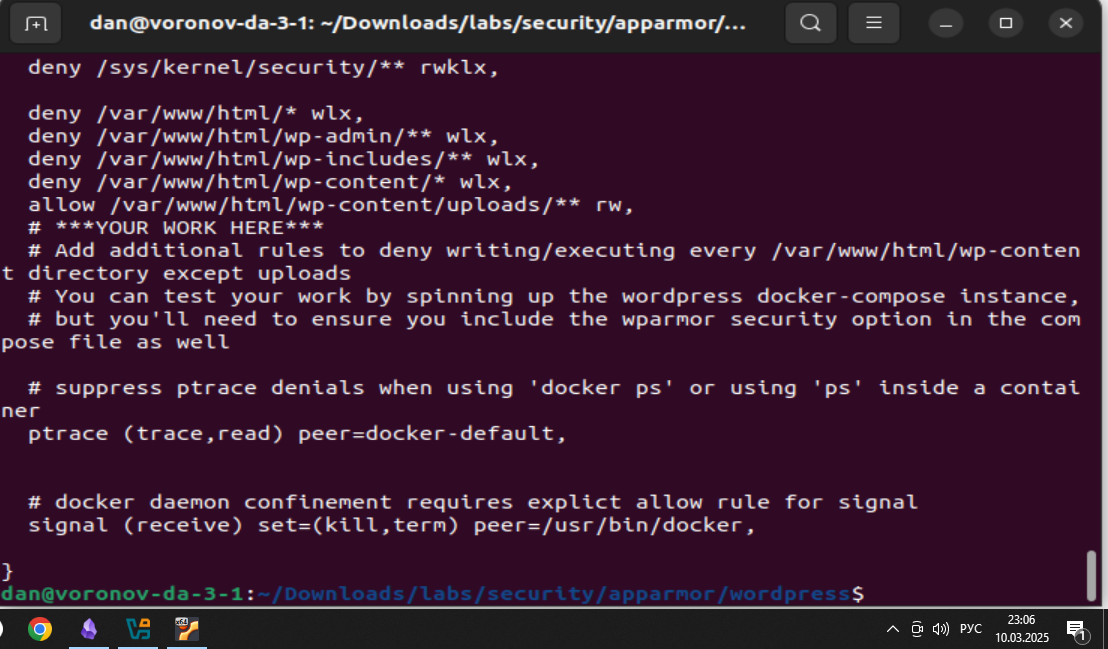 dan@voronov-da-3-1: ~/Downloads/labs/security/apparmor/...
deny /sys/kernel/security/** rwklx,
deny /var/www/html/* wlx,
deny /var/www/html/wp-admin/** wlx,
deny /var/www/html/wp-includes/** wlx,
deny /var/www/html/wp-content/* wlx,
allow /var/www/html/wp-content/uploads/** rw,
# ***YOUR WORK HERE***
# Add additional rules to deny writing/executing every /var/www/html/wp-conten
t directory except uploads
# You can test your work by spinning up the wordpress docker-compose instance,
# but you'll need to ensure you include the wparmor security option in the com
pose file as well
# suppress ptrace denials when using 'docker ps' or using 'ps' inside a contai
ner
ptrace (trace,read) peer=docker-default,
# docker daemon confinement requires explict allow rule for signal
signal (receive) set=(kill,term) peer=/usr/bin/docker,
}
dan@voronov-da-3-1:~/Downloads/labs/security/apparmor/wordpress$
x64
РУС
23:06
10.03.2025
1